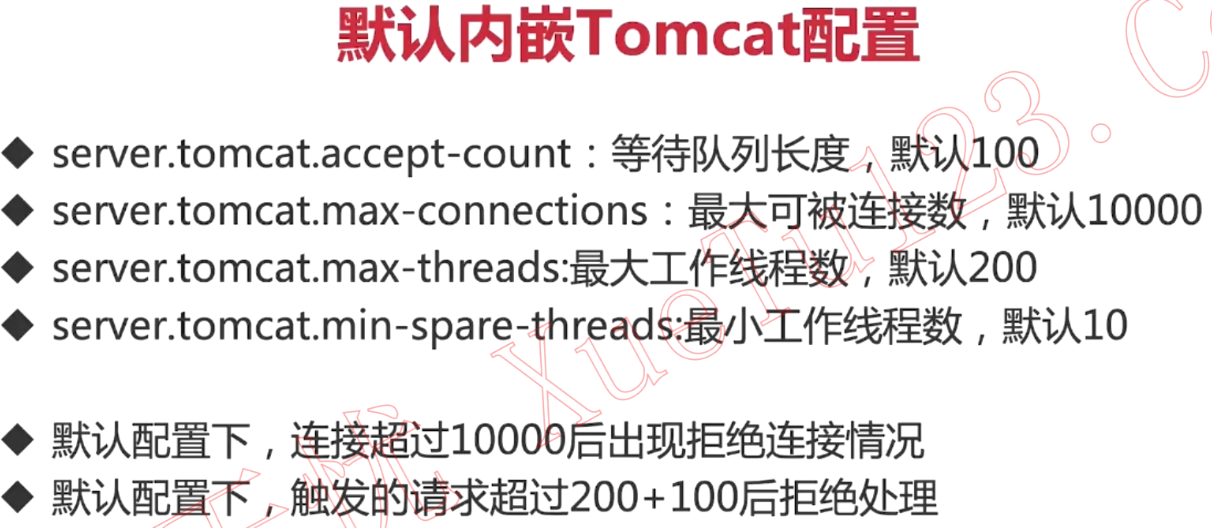 默认内嵌Tomcat配置
◆ server.tomcat.accept-count：等待队列长度，默认100
◆ server.tomcat.max-connections：最大可被连接数，默认10000
◆ server.tomcat.max-threads:最大工作线程数，默认200
◆ server.tomcat.min-spare-threads:最小工作线程数，默认10
◆ 默认配置下，连接超过10000后出现拒绝连接情况
◆ 默认配置下，触发的请求超过200+100后拒绝处理
XueTu123.